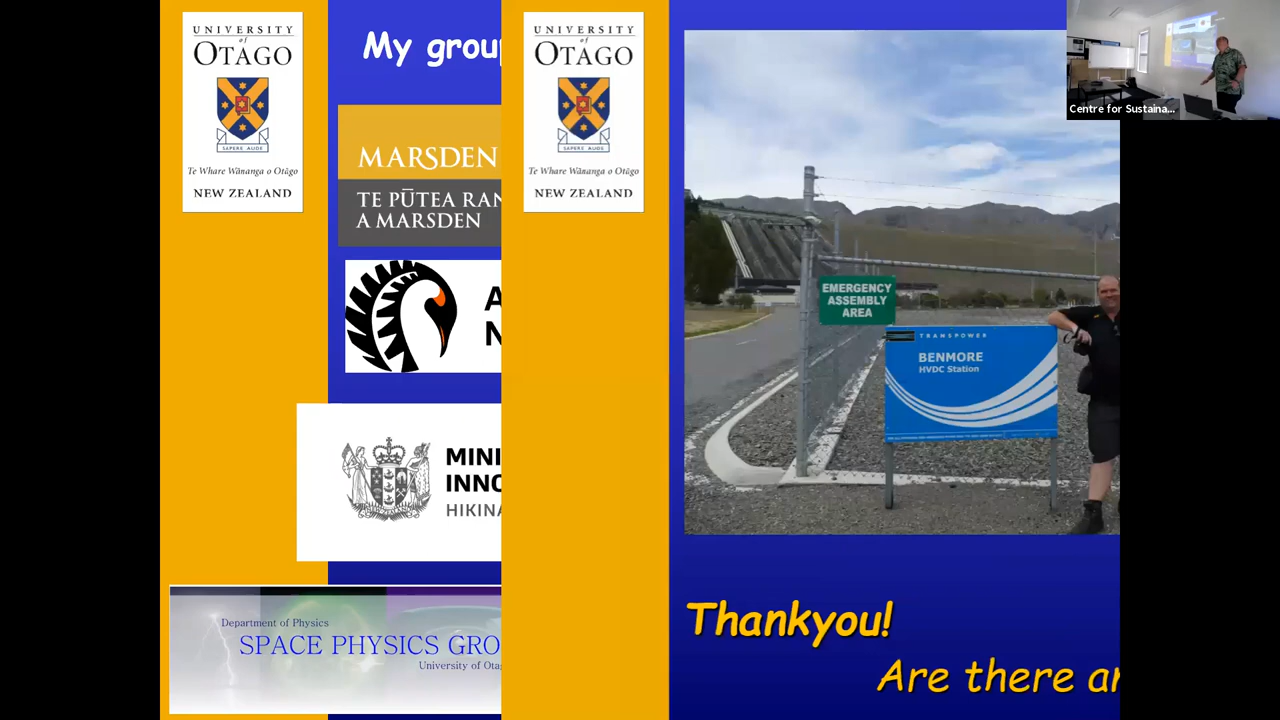 UNIVERSITY
of
OTAGO
SAPERE AUDE
Te Whare Wānanga o Otāgo
NEW ZEALAND
My grou
MARSDEN
TE PŪTEA RAN
A MARSDEN
A
N
MINI
INNO
HIKINA
Department of Physics
SPACE PHYSICS GRO
University of Ota
UNIVERSITY
of
OTAGO
SAPERE AUDE
Te Whare Wānanga o Otāgo
NEW ZEALAND
EMERGENCY
ASSEMBLY
AREA
TRANSPOWER
BENMORE
HVDC Station
Thankyou!
Are there ar
Centre for Sustaina...